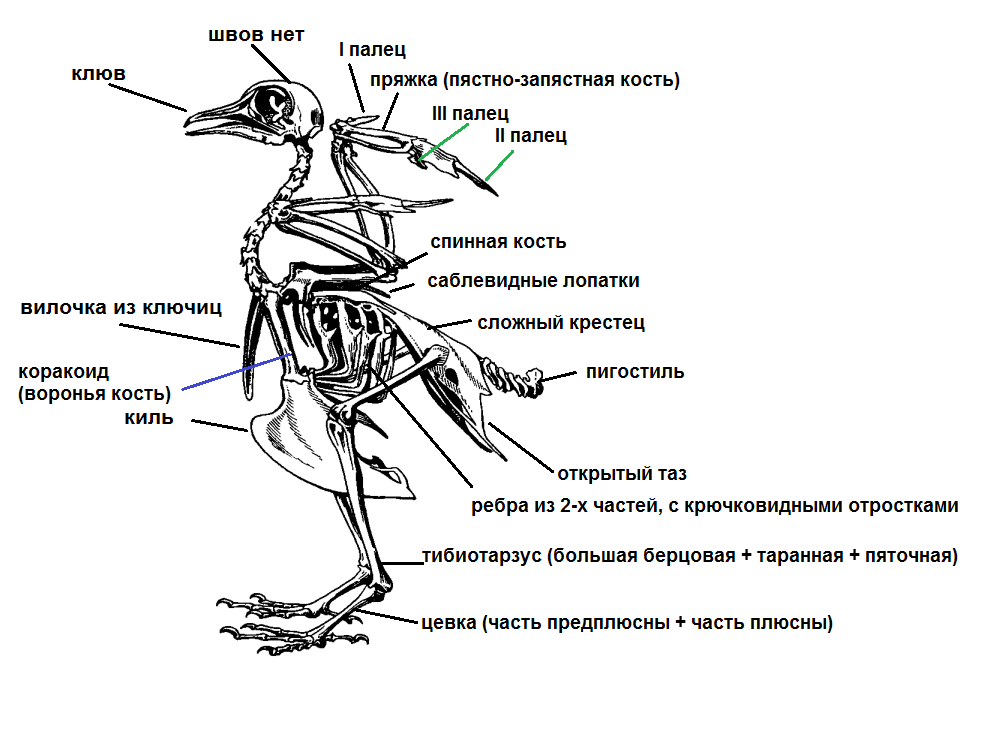 швов нет
I палец
клюв
пряжка (пястно-запястная кость)
III палец
II палец
спинная кость
саблевидные лопатки
вилочка из ключиц
сложный крестец
коракоид
(воронья кость)
пигостиль
киль
открытый таз
ребра из 2-х частей, с крючковидными отростками
тибиотарзус (большая берцовая + таранная + пяточная)
цевка (часть предплюсны + часть плюсны)